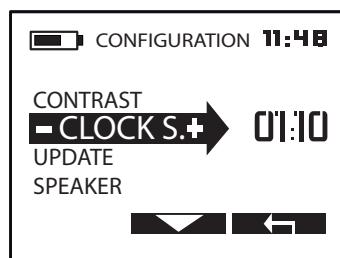 CONFIGURATION 11:48
CONTRAST
- CLOCK S.+ 01:10
UPDATE
SPEAKER